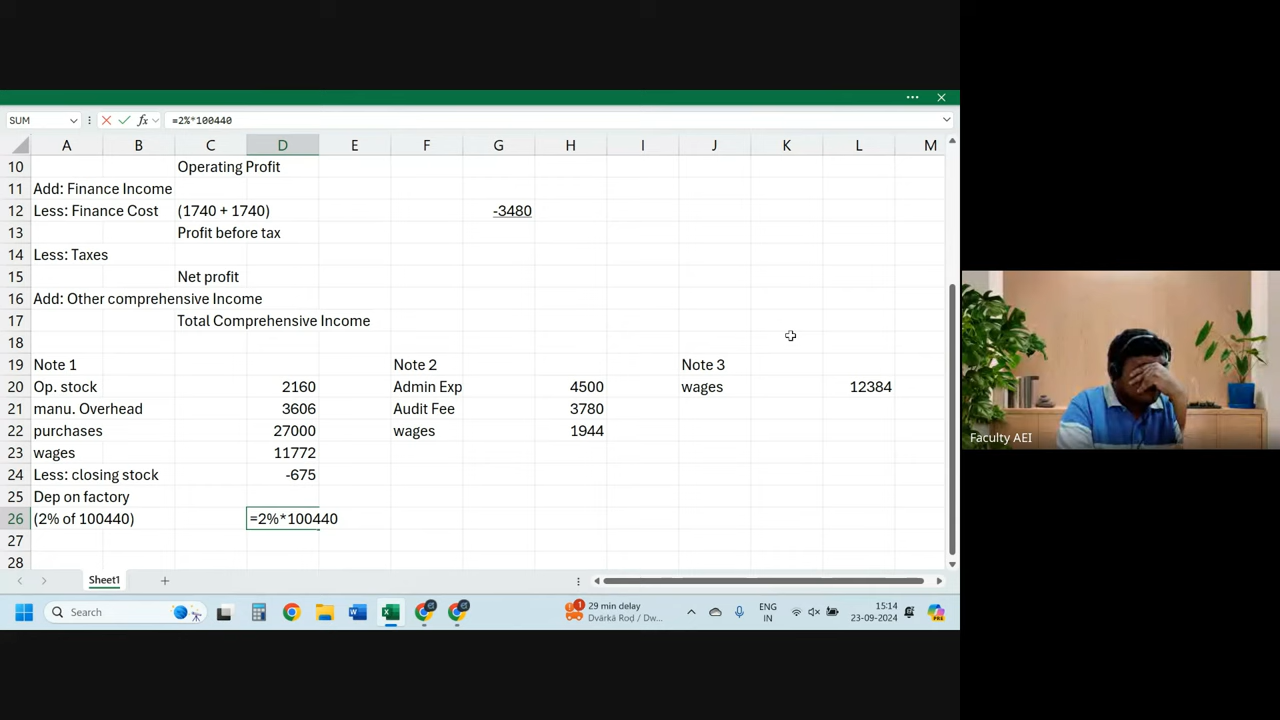 SUM fx =2%*100440
A B C D E F G H I J K L M
10 Operating Profit
11 Add: Finance Income
12 Less: Finance Cost (1740 + 1740) -3480
13 Profit before tax
14 Less: Taxes
15 Net profit
16 Add: Other comprehensive Income
17 Total Comprehensive Income
18
19 Note 1 Note 2 Note 3
20 Op. stock 2160 Admin Exp 4500 wages 12384
21 manu. Overhead 3606 Audit Fee 3780
22 purchases 27000 wages 1944
23 wages 11772
24 Less: closing stock -675
25 Dep on factory
26 (2% of 100440) =2%*100440
27
28
Faculty AEI
Sheet1
Search 29 min delay ENG 15:14
Dvārkā Roḍ / Dw... IN 23-09-2024